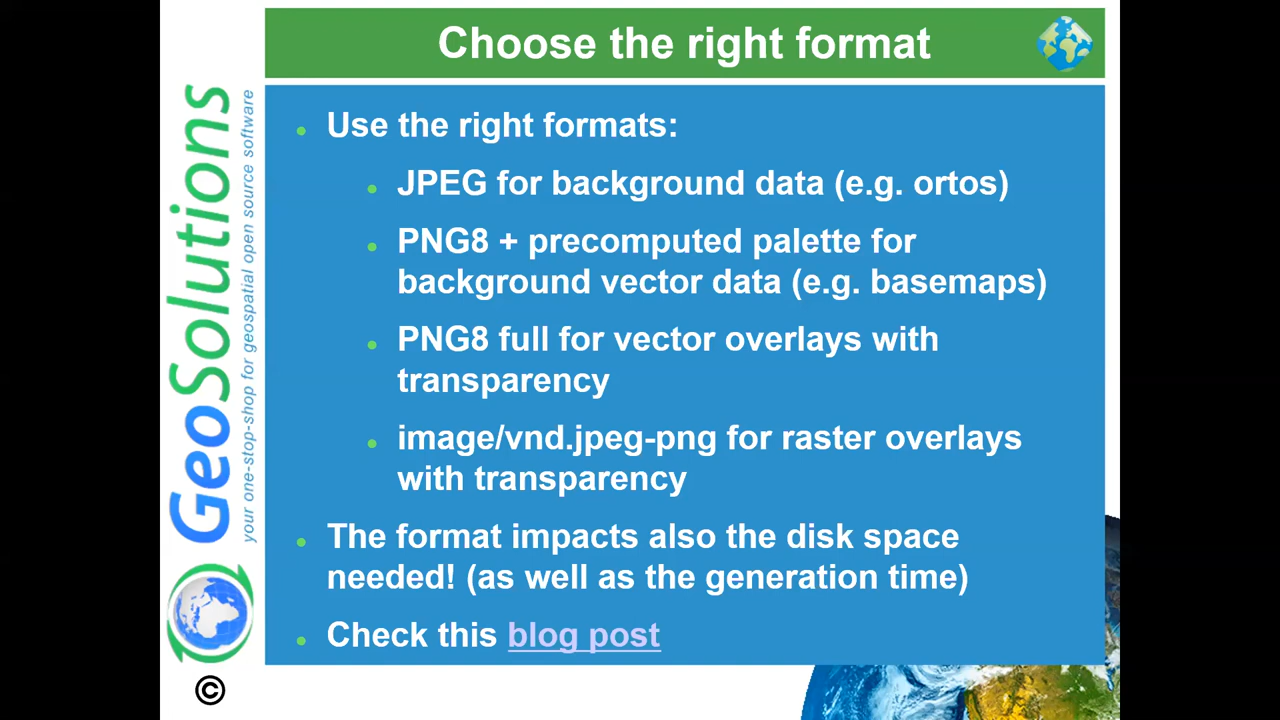 Choose the right format
GeoSolutions
your one-stop-shop for geospatial open source software
Use the right formats:
JPEG for background data (e.g. ortos)
PNG8 + precomputed palette for
background vector data (e.g. basemaps)
PNG8 full for vector overlays with
transparency
image/vnd.jpeg-png for raster overlays
with transparency
The format impacts also the disk space
needed! (as well as the generation time)
Check this blog post
©